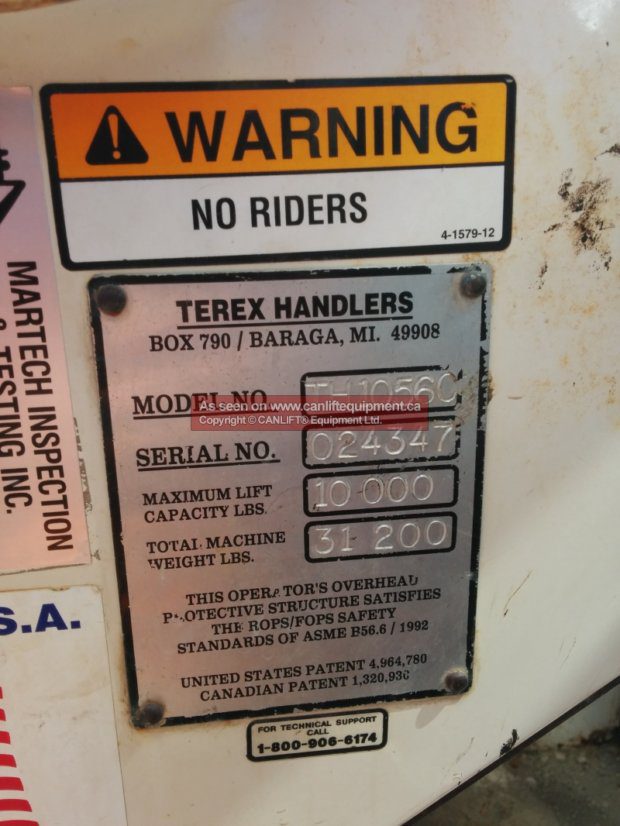 WARNING
NO RIDERS
4-1579-12
MARTECH INSPECTION
& TESTING INC.
S.A.
TEREX HANDLERS
BOX 790 / BARAGA, MI. 49908
MODEL NO. TH1056C
As seen on www.canliftequipment.ca
Copyright © CANLIFT® Equipment Ltd.
SERIAL NO. 024347
MAXIMUM LIFT
CAPACITY LBS. 10 000
TOTAL MACHINE
WEIGHT LBS. 31 200
THIS OPERATOR'S OVERHEAD
PROTECTIVE STRUCTURE SATISFIES
THE ROPS/FOPS SAFETY
STANDARDS OF ASME B56.6 / 1992
UNITED STATES PATENT 4,964,780
CANADIAN PATENT 1,320,936
FOR TECHNICAL SUPPORT
CALL
1-800-906-6174